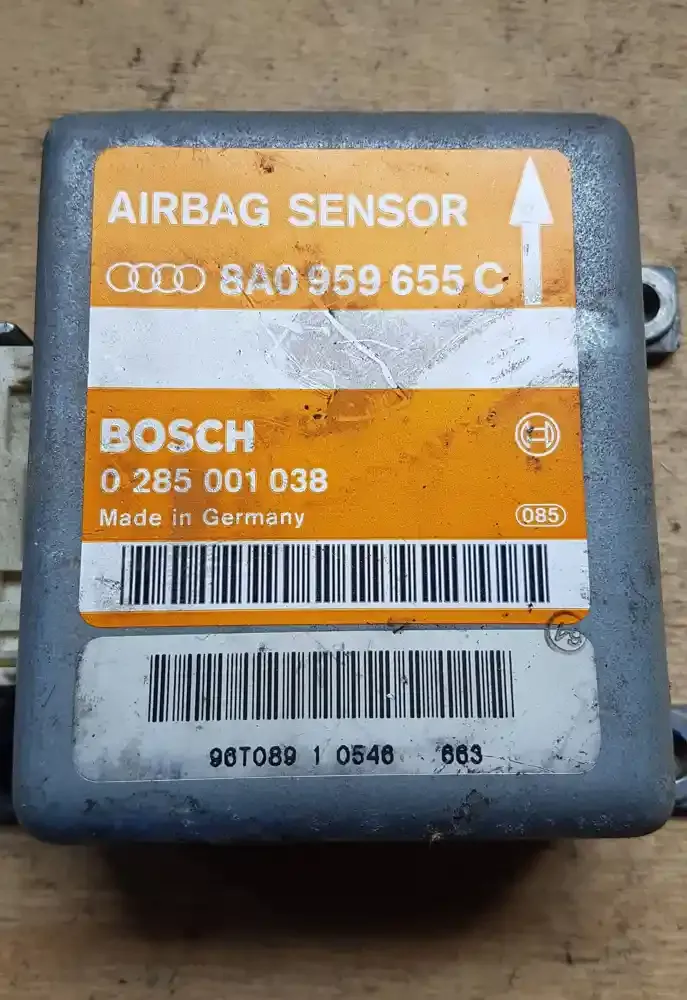 AIRBAG SENSOR
8A0 959 655 C
BOSCH
0 285 001 038
Made in Germany
085
96T089 1 0546 663